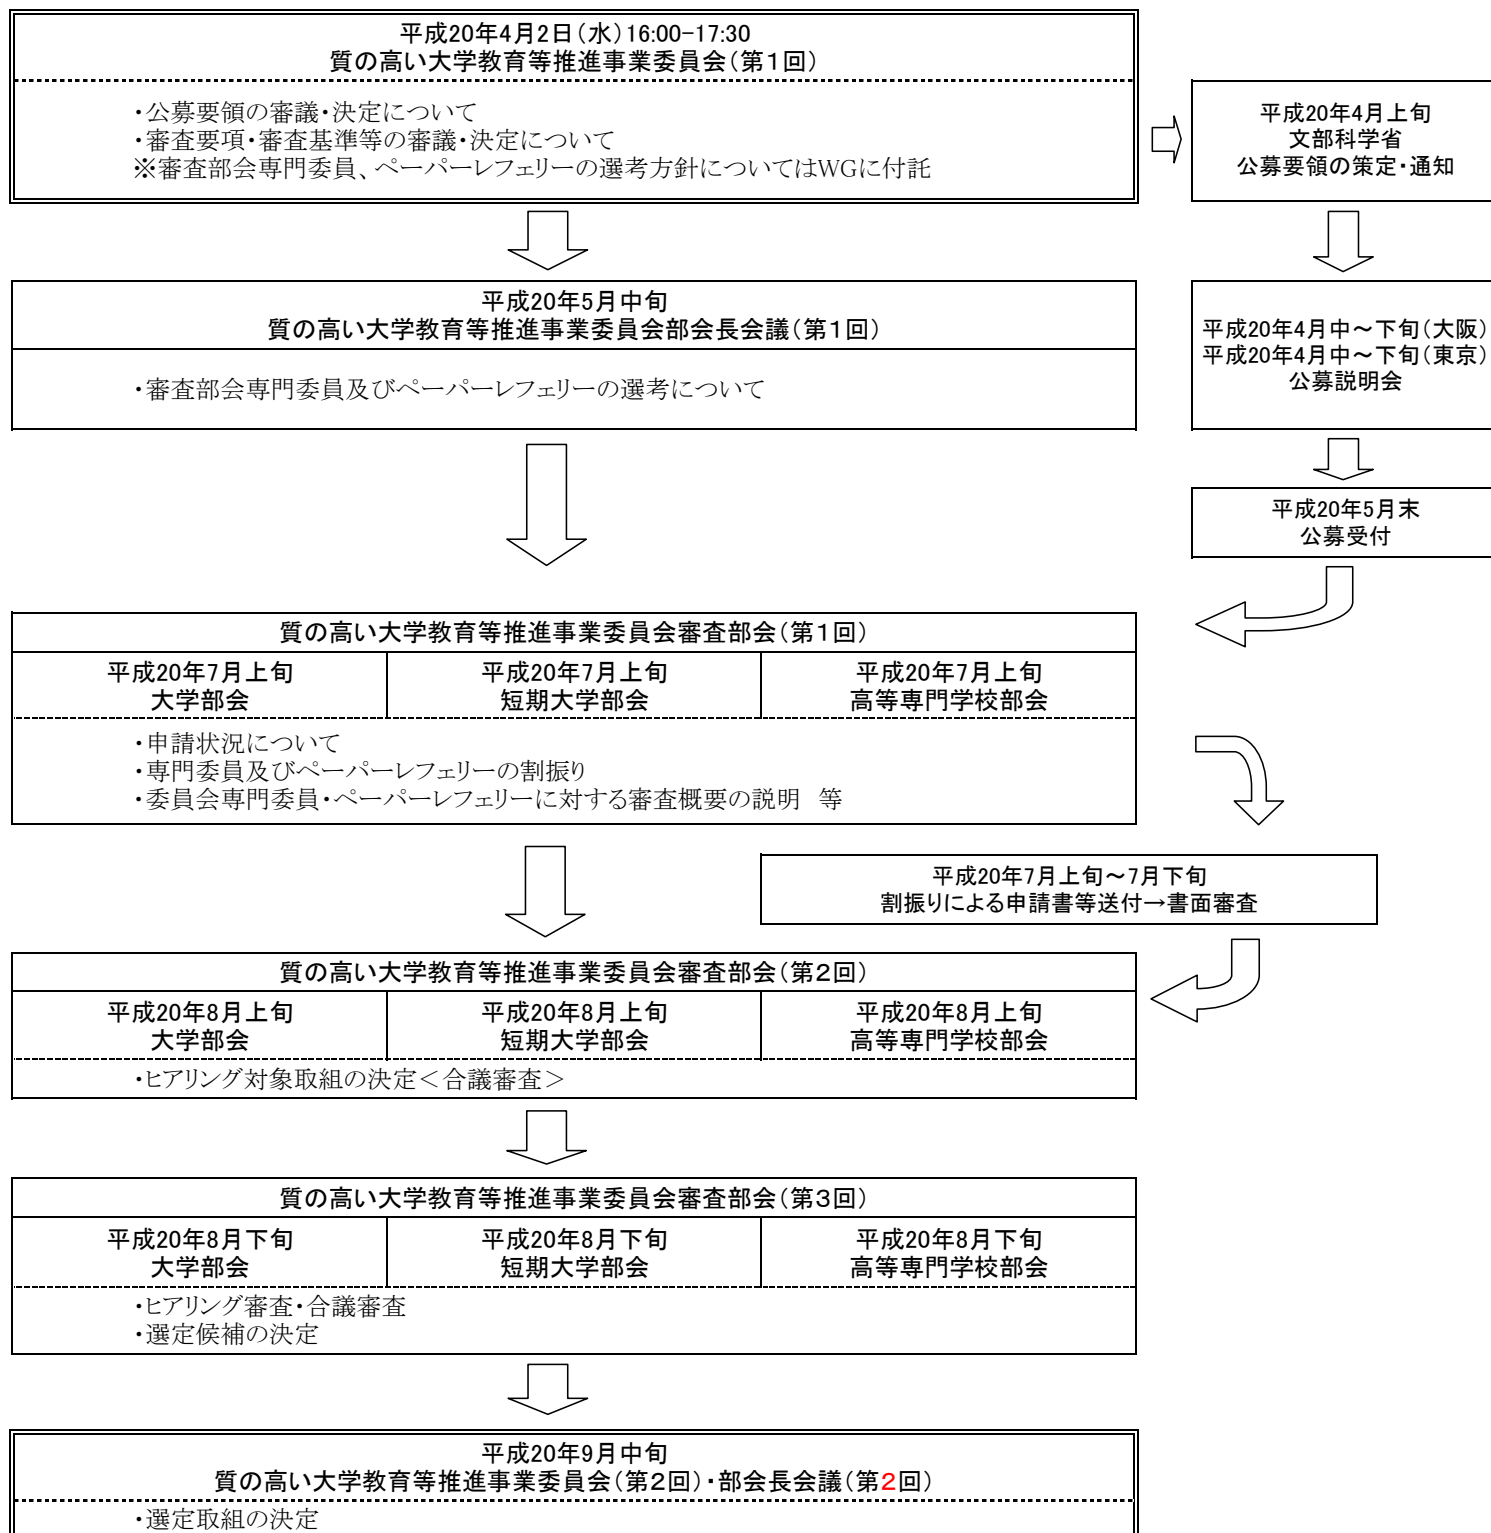 平成20年4月2日(水)16:00-17:30
質の高い大学教育等推進事業委員会(第1回)
・公募要領の審議・決定について
・審査要項・審査基準等の審議・決定について
※審査部会専門委員、ペーパーレフェリーの選考方針についてはWGに付託
平成20年4月上旬
文部科学省
公募要領の策定・通知
平成20年5月中旬
質の高い大学教育等推進事業委員会部会長会議(第1回)
・審査部会専門委員及びペーパーレフェリーの選考について
平成20年4月中~下旬(大阪)
平成20年4月中~下旬(東京)
公募説明会
平成20年5月末
公募受付
質の高い大学教育等推進事業委員会審査部会(第1回)
平成20年7月上旬
大学部会
平成20年7月上旬
短期大学部会
平成20年7月上旬
高等専門学校部会
・申請状況について
・専門委員及びペーパーレフェリーの割振り
・委員会専門委員・ペーパーレフェリーに対する審査概要の説明 等
平成20年7月上旬~7月下旬
割振りによる申請書等送付→書面審査
質の高い大学教育等推進事業委員会審査部会(第2回)
平成20年8月上旬
大学部会
平成20年8月上旬
短期大学部会
平成20年8月上旬
高等専門学校部会
・ヒアリング対象取組の決定<合議審査>
質の高い大学教育等推進事業委員会審査部会(第3回)
平成20年8月下旬
大学部会
平成20年8月下旬
短期大学部会
平成20年8月下旬
高等専門学校部会
・ヒアリング審査・合議審査
・選定候補の決定
平成20年9月中旬
質の高い大学教育等推進事業委員会(第2回)・部会長会議(第2回)
・選定取組の決定